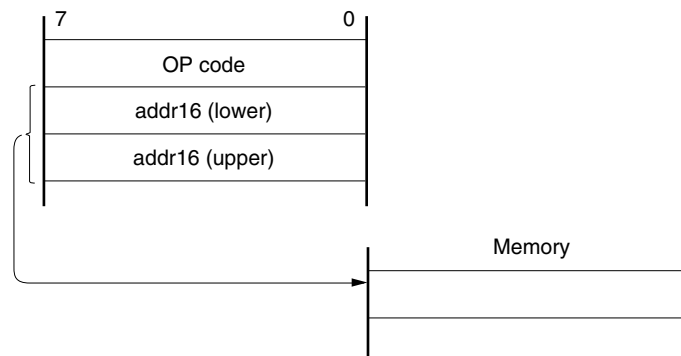 7 0
OP code
addr16 (lower)
addr16 (upper)
Memory